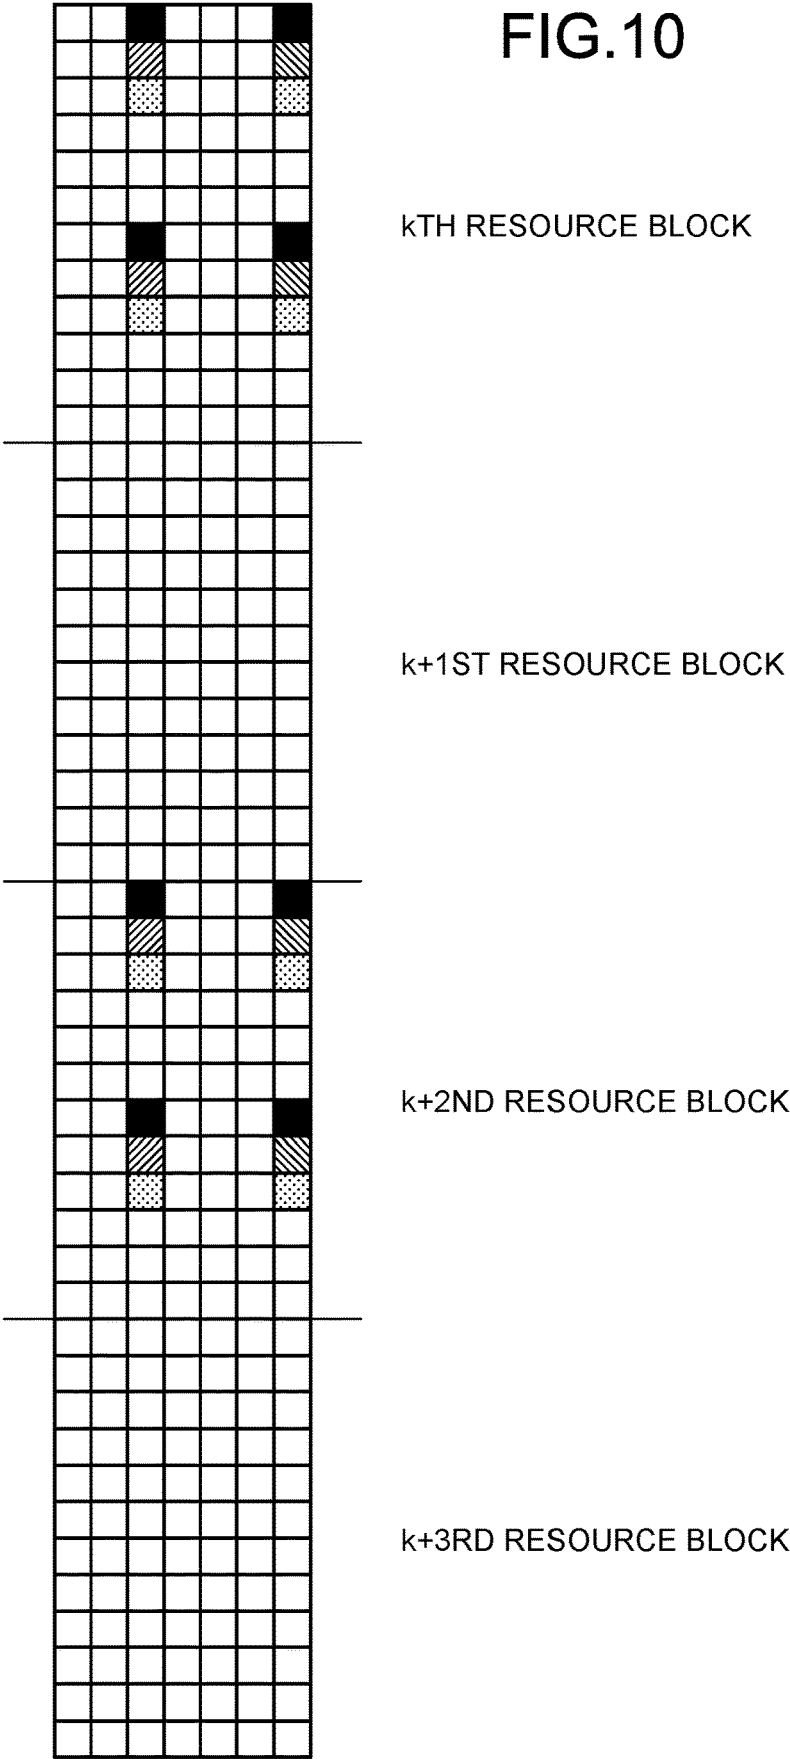 FIG.10
kTH RESOURCE BLOCK
k+1ST RESOURCE BLOCK
k+2ND RESOURCE BLOCK
k+3RD RESOURCE BLOCK